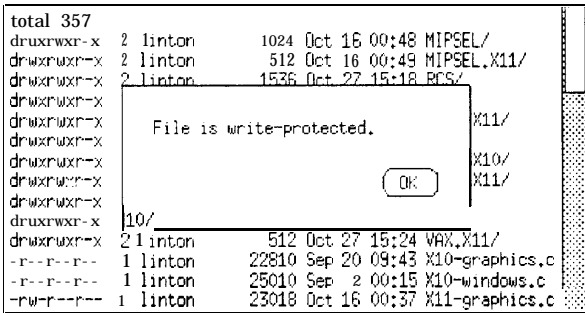 total 357
druxrwxr-x 2 linton 1024 Oct 16 00:48 MIPSEL/
drwxrwxr-x 2 linton 512 Oct 16 00:49 MIPSEL.X11/
drwxrwxr-x 2 linton 1536 Oct 27 15:18 RCS/
drwxrwxr-x
drwxrwxr-x X11/
File is write-protected.
drwxrwxr-x
drwxrwxr-x X10/
drwxrwxr-x X11/
OK
drwxrwxr-x
druxrwxr-x 10/
drwxrwxr-x 2 linton 512 Oct 27 15:24 VAX.X11/
-r--r--r-- 1 linton 22810 Sep 20 09:43 X10-graphics.c
-r--r--r-- 1 linton 25010 Sep 2 00:15 X10-windows.c
-rw-r--r-- 1 linton 23018 Oct 16 00:37 X11-graphics.c